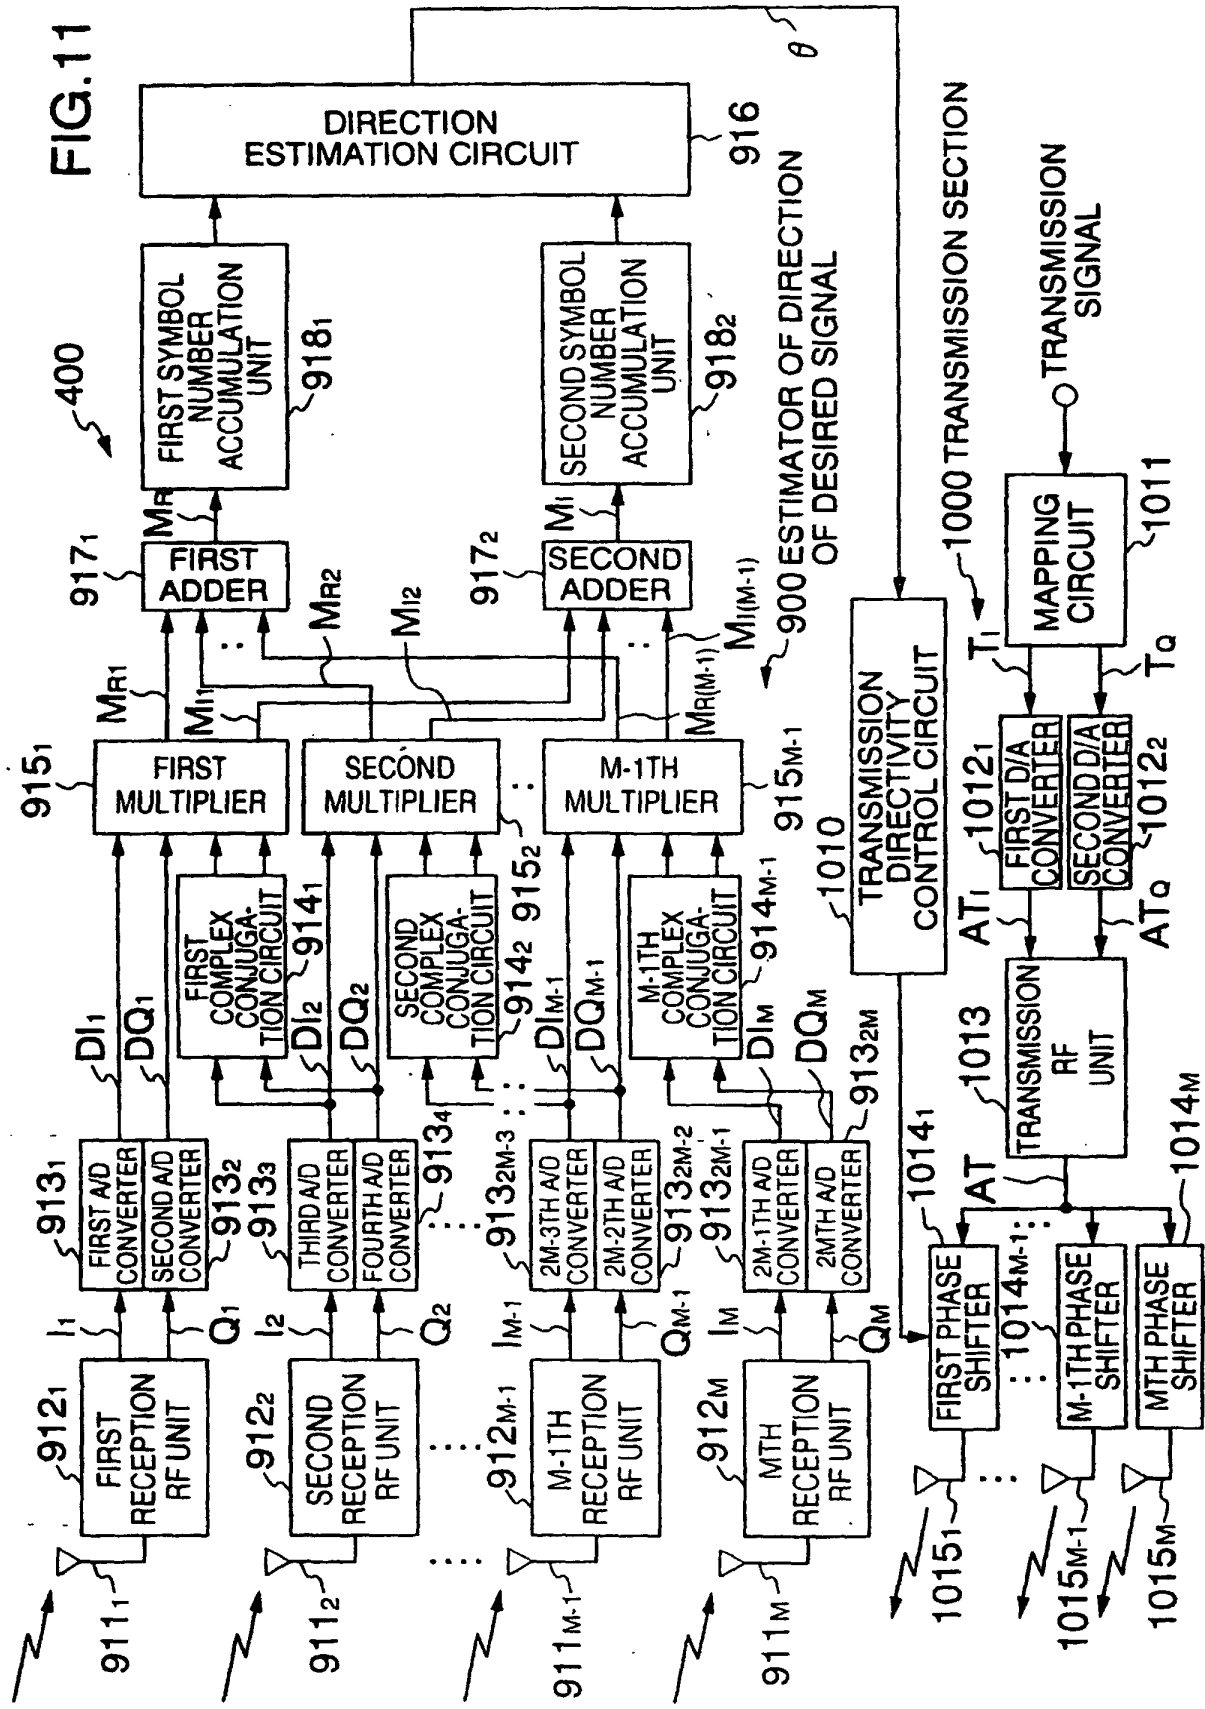 FIG.11
400
911₁
912₁
FIRST
RECEPTION
RF UNIT
I₁
Q₁
913₁
FIRST A/D
CONVERTER
SECOND A/D
CONVERTER
913₂
DI₁
DQ₁
FIRST
COMPLEX
CONJUGA-
TION CIRCUIT
914₁
915₁
FIRST
MULTIPLIER
MR1
MI1
917₁
FIRST
ADDER
MR
FIRST SYMBOL
NUMBER
ACCUMULATION
UNIT
918₁
DIRECTION
ESTIMATION CIRCUIT
916
θ
911₂
912₂
SECOND
RECEPTION
RF UNIT
I₂
Q₂
913₃
THIRD A/D
CONVERTER
FOURTH A/D
CONVERTER
913₄
DI₂
DQ₂
SECOND
COMPLEX
CONJUGA-
TION CIRCUIT
914₂
SECOND
MULTIPLIER
915₂
MR2
MI2
917₂
SECOND
ADDER
MI
SECOND SYMBOL
NUMBER
ACCUMULATION
UNIT
918₂
911M-1
912M-1
M-1TH
RECEPTION
RF UNIT
IM-1
QM-1
9132M-3
2M-3TH A/D
CONVERTER
2M-2TH A/D
CONVERTER
9132M-2
DIM-1
DQM-1
M-1TH
COMPLEX
CONJUGA-
TION CIRCUIT
914M-1
M-1TH
MULTIPLIER
915M-1
MR(M-1)
MI(M-1)
900 ESTIMATOR OF DIRECTION
OF DESIRED SIGNAL
911M
912M
MTH
RECEPTION
RF UNIT
IM
QM
9132M-1
2M-1TH A/D
CONVERTER
2MTH A/D
CONVERTER
9132M
DIM
DQM
1010
TRANSMISSION
DIRECTIVITY
CONTROL CIRCUIT
1000 TRANSMISSION SECTION
TRANSMISSION
SIGNAL
MAPPING
CIRCUIT
1011
TI
TQ
1012₁
FIRST D/A
CONVERTER
SECOND D/A
CONVERTER
1012₂
ATI
ATQ
1013
TRANSMISSION
RF
UNIT
AT
1014₁
FIRST PHASE
SHIFTER
1014M-1
M-1TH PHASE
SHIFTER
1014M
MTH PHASE
SHIFTER
1015₁
1015M-1
1015M